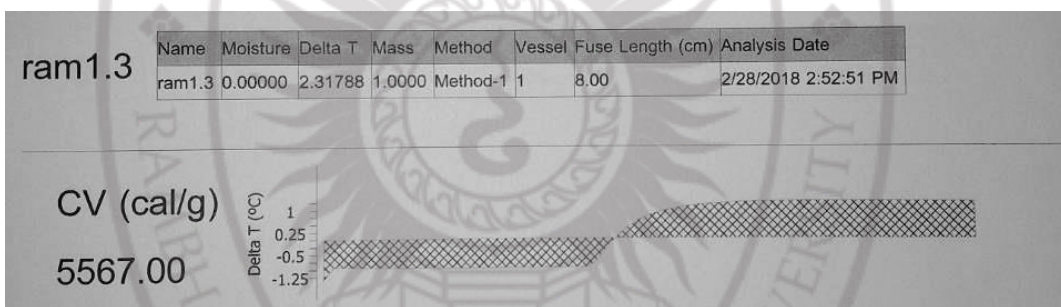 ram1.3
Name Moisture Delta T Mass Method Vessel Fuse Length (cm) Analysis Date
ram1.3 0.00000 2.31788 1.0000 Method-1 1 8.00 2/28/2018 2:52:51 PM
CV (cal/g)
5567.00
Delta T (ºC)
1
0.25
-0.5
-1.25